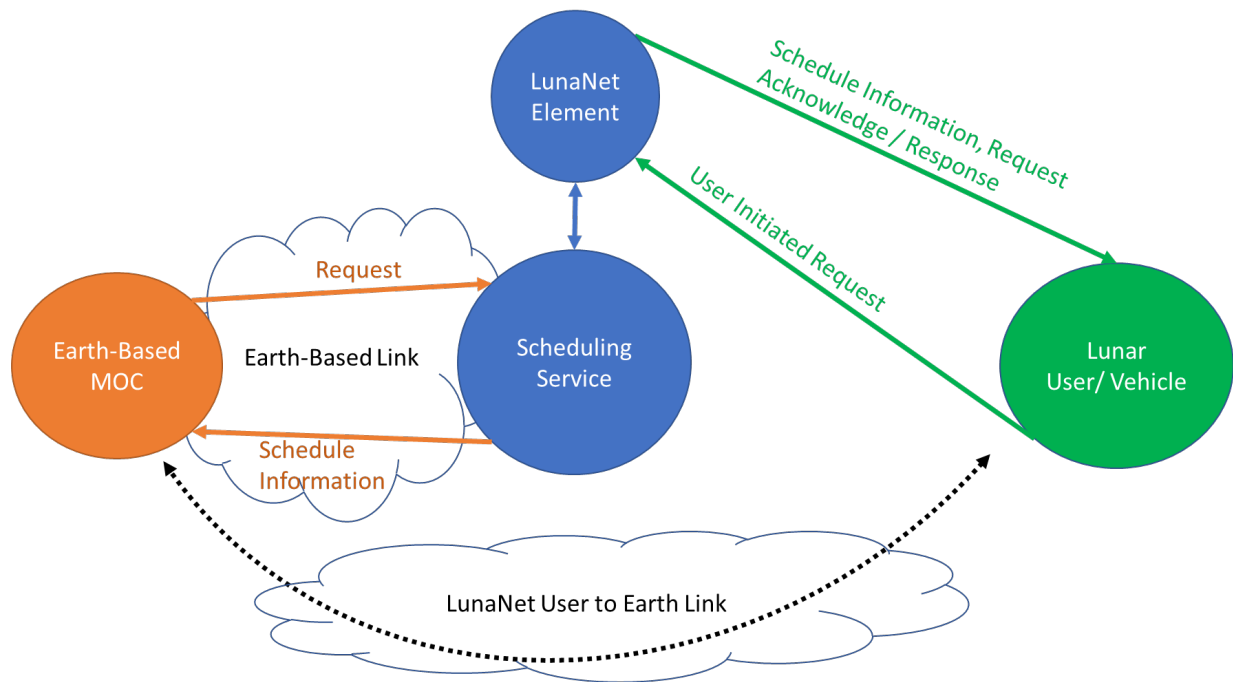 LunaNet
Element
Schedule Information, Request
Acknowledge / Response
User Initiated Request
Request
Earth-Based
MOC
Earth-Based Link
Scheduling
Service
Lunar
User/ Vehicle
Schedule
Information
LunaNet User to Earth Link